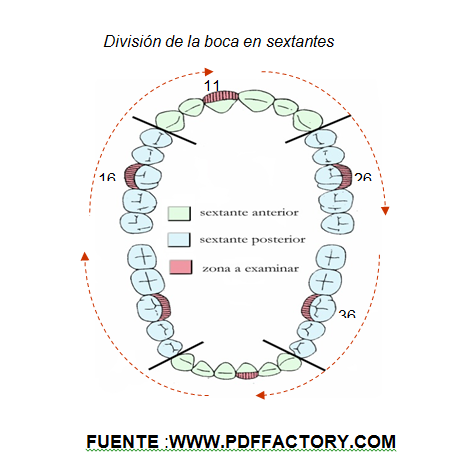 División de la boca en sextantes
11
16
26
sextante anterior
sextante posterior
zona a examinar
36
FUENTE :WWW.PDFFACTORY.COM